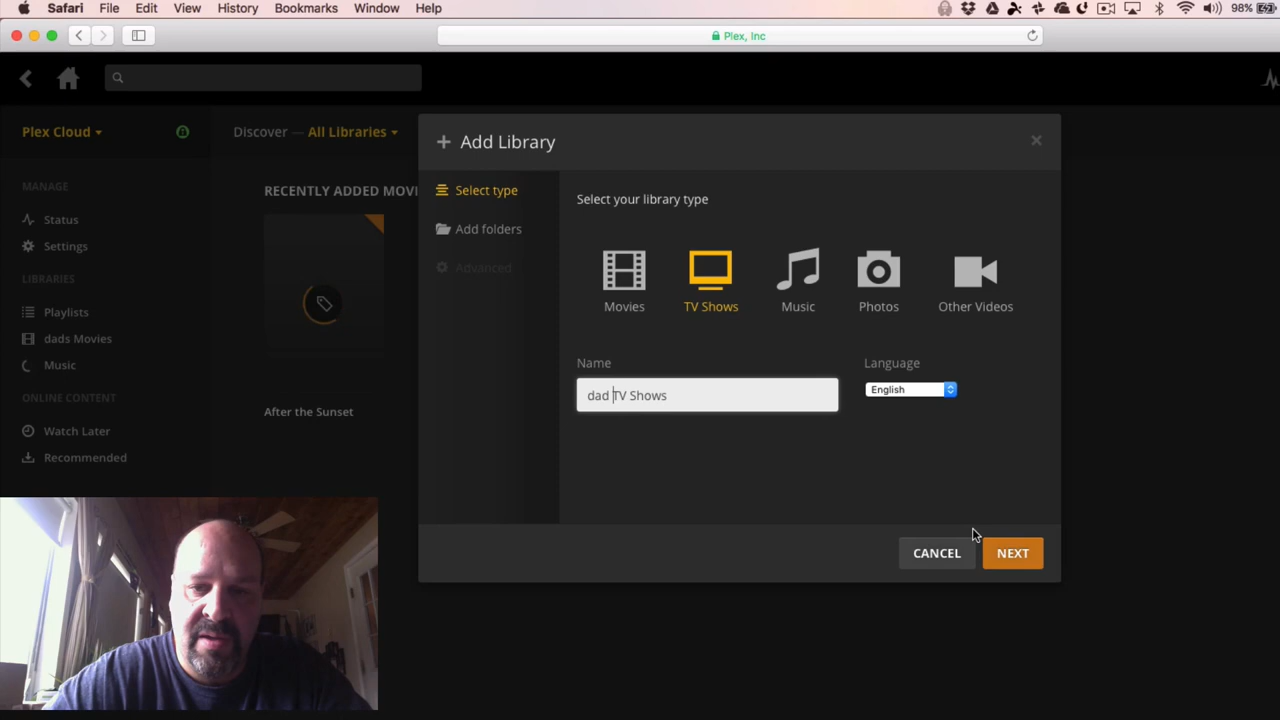 Safari File Edit View History Bookmarks Window Help 98%
Plex, Inc
Plex Cloud Discover — All Libraries
+ Add Library
MANAGE
Status
Settings
LIBRARIES
Playlists
dads Movies
Music
ONLINE CONTENT
Watch Later
Recommended
RECENTLY ADDED MOVI
After the Sunset
Select type
Add folders
Advanced
Select your library type
Movies TV Shows Music Photos Other Videos
Name Language
dad TV Shows English
CANCEL NEXT